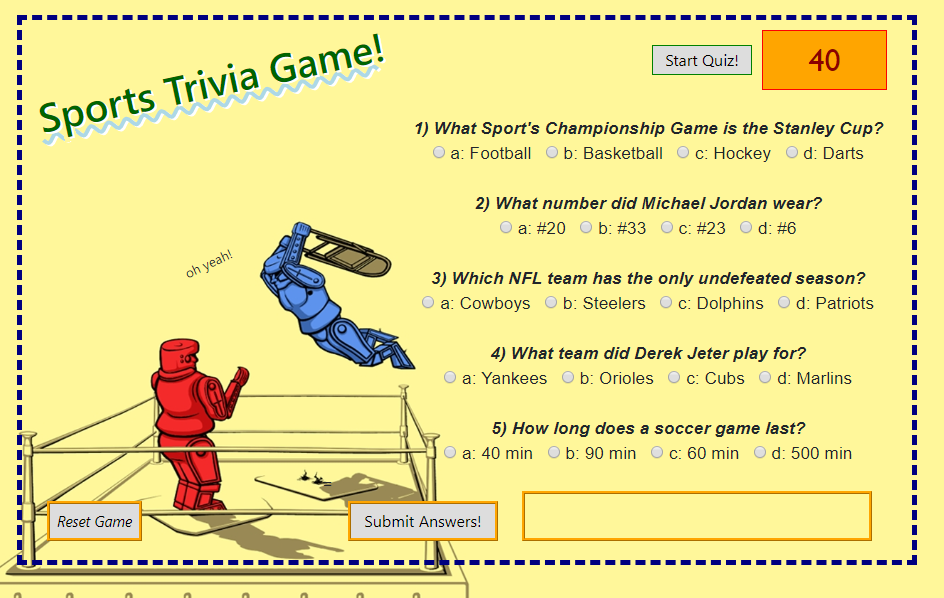 Sports Trivia Game!
Start Quiz!
40
1) What Sport's Championship Game is the Stanley Cup?
a: Football b: Basketball c: Hockey d: Darts
2) What number did Michael Jordan wear?
a: #20 b: #33 c: #23 d: #6
3) Which NFL team has the only undefeated season?
a: Cowboys b: Steelers c: Dolphins d: Patriots
oh yeah!
4) What team did Derek Jeter play for?
a: Yankees b: Orioles c: Cubs d: Marlins
5) How long does a soccer game last?
a: 40 min b: 90 min c: 60 min d: 500 min
Reset Game
Submit Answers!